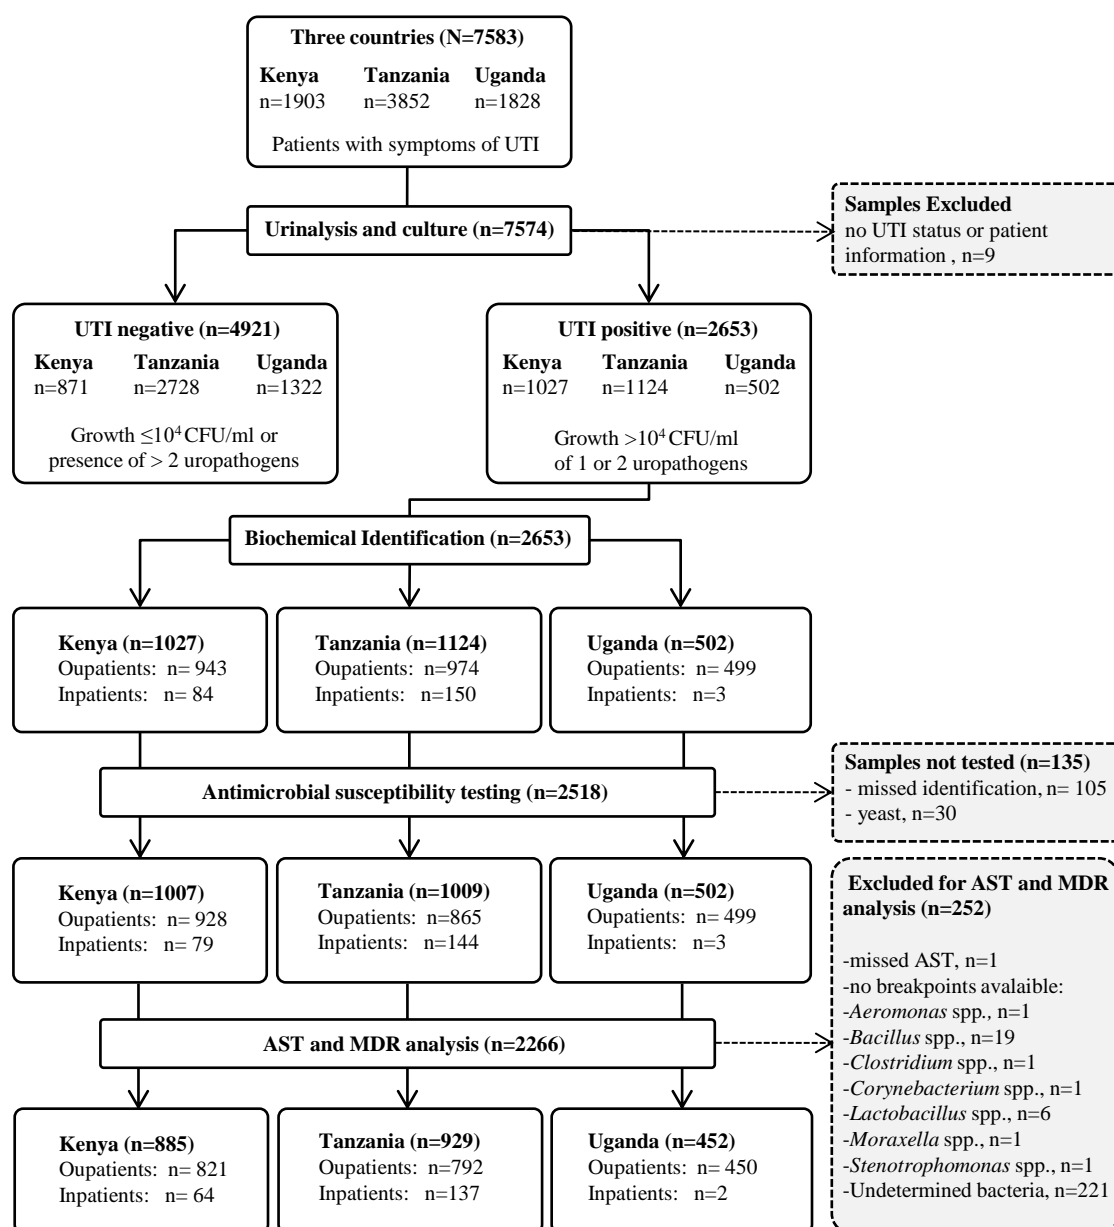 Three countries (N=7583)
Kenya Tanzania Uganda
n=1903 n=3852 n=1828
Patients with symptoms of UTI
Urinalysis and culture (n=7574)
Samples Excluded
no UTI status or patient
information , n=9
UTI negative (n=4921)
Kenya Tanzania Uganda
n=871 n=2728 n=1322
Growth ≤10⁴ CFU/ml or
presence of > 2 uropathogens
UTI positive (n=2653)
Kenya Tanzania Uganda
n=1027 n=1124 n=502
Growth >10⁴ CFU/ml
of 1 or 2 uropathogens
Biochemical Identification (n=2653)
Kenya (n=1027)
Oupatients: n= 943
Inpatients: n= 84
Tanzania (n=1124)
Oupatients: n= 974
Inpatients: n= 150
Uganda (n=502)
Oupatients: n= 499
Inpatients: n=3
Antimicrobial susceptibility testing (n=2518)
Samples not tested (n=135)
- missed identification, n= 105
- yeast, n=30
Kenya (n=1007)
Oupatients: n= 928
Inpatients: n= 79
Tanzania (n=1009)
Oupatients: n= 865
Inpatients: n= 144
Uganda (n=502)
Oupatients: n= 499
Inpatients: n=3
Excluded for AST and MDR
analysis (n=252)
-missed AST, n=1
-no breakpoints avalaible:
-Aeromonas spp., n=1
-Bacillus spp., n=19
-Clostridium spp., n=1
-Corynebacterium spp., n=1
-Lactobacillus spp., n=6
-Moraxella spp., n=1
-Stenotrophomonas spp., n=1
-Undetermined bacteria, n=221
AST and MDR analysis (n=2266)
Kenya (n=885)
Oupatients: n= 821
Inpatients: n= 64
Tanzania (n=929)
Oupatients: n= 792
Inpatients: n= 137
Uganda (n=452)
Oupatients: n= 450
Inpatients: n=2